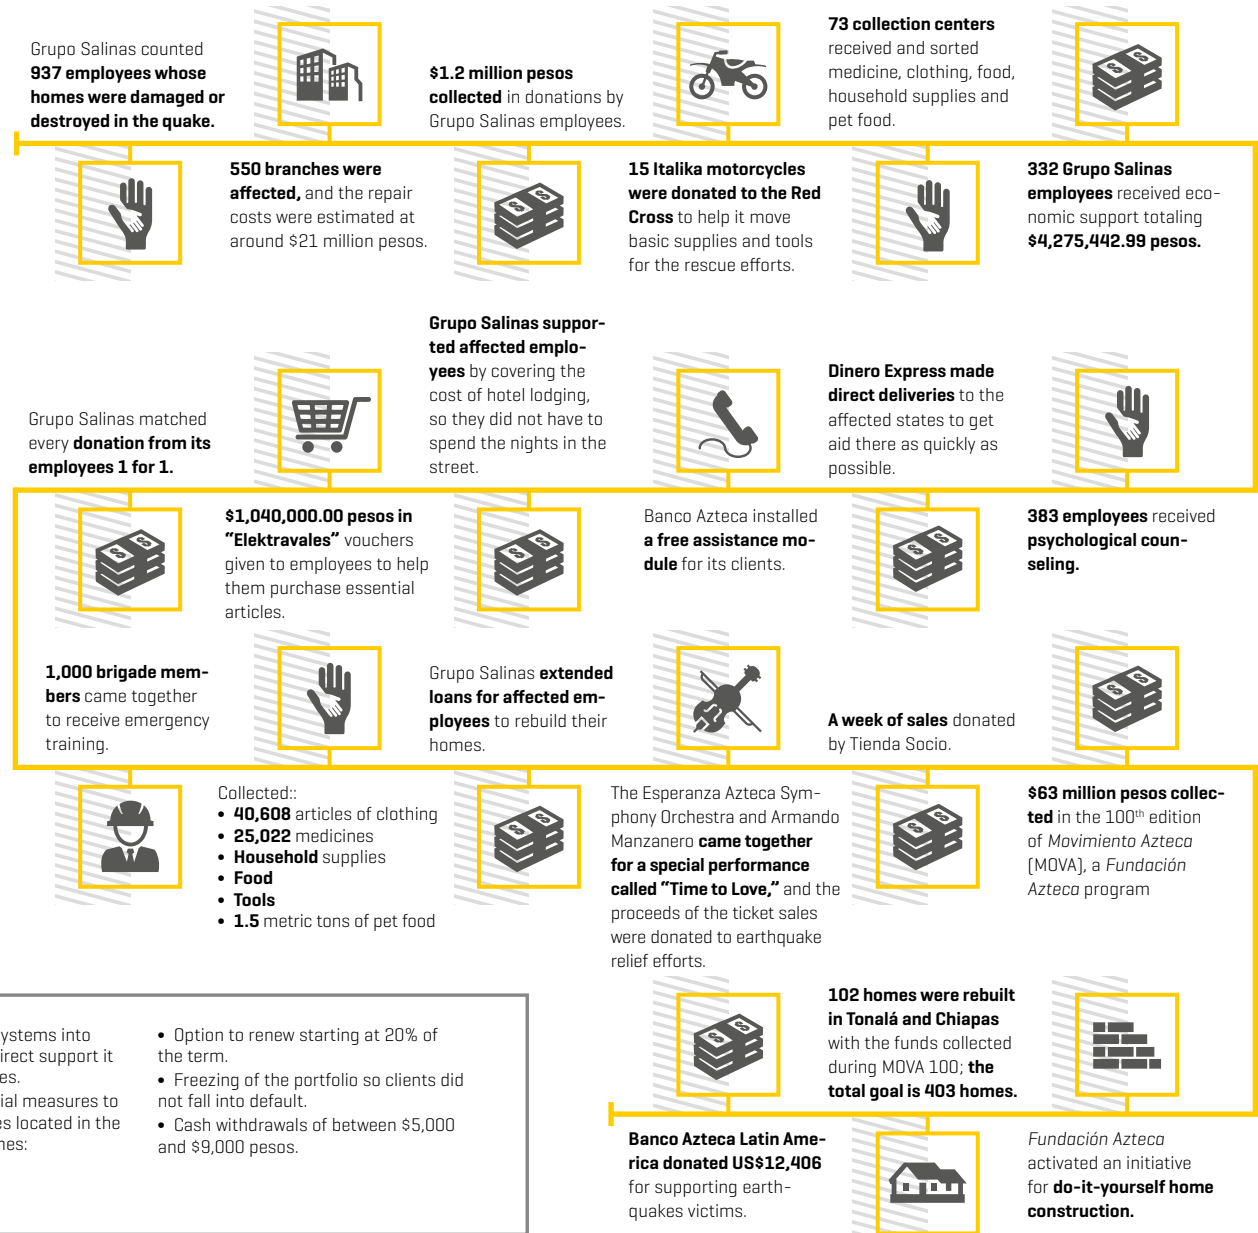 Grupo Salinas counted
937 employees whose
homes were damaged or
destroyed in the quake.
550 branches were
affected, and the repair
costs were estimated at
around $21 million pesos.
$1.2 million pesos
collected in donations by
Grupo Salinas employees.
15 Italika motorcycles
were donated to the Red
Cross to help it move
basic supplies and tools
for the rescue efforts.
73 collection centers
received and sorted
medicine, clothing, food,
household supplies and
pet food.
332 Grupo Salinas
employees received eco-
nomic support totaling
$4,275,442.99 pesos.
Grupo Salinas matched
every donation from its
employees 1 for 1.
$1,040,000.00 pesos in
"Elektravales" vouchers
given to employees to help
them purchase essential
articles.
Grupo Salinas suppor-
ted affected emplo-
yees by covering the
cost of hotel lodging,
so they did not have to
spend the nights in the
street.
Banco Azteca installed
a free assistance mo-
dule for its clients.
Dinero Express made
direct deliveries to the
affected states to get
aid there as quickly as
possible.
383 employees received
psychological coun-
seling.
1,000 brigade mem-
bers came together
to receive emergency
training.
Collected::
• 40,608 articles of clothing
• 25,022 medicines
• Household supplies
• Food
• Tools
• 1.5 metric tons of pet food
Grupo Salinas extended
loans for affected em-
ployees to rebuild their
homes.
The Esperanza Azteca Sym-
phony Orchestra and Armando
Manzanero came together
for a special performance
called "Time to Love," and the
proceeds of the ticket sales
were donated to earthquake
relief efforts.
A week of sales donated
by Tienda Socio.
$63 million pesos collec-
ted in the 100th edition
of Movimiento Azteca
(MOVA), a Fundación
Azteca program
102 homes were rebuilt
in Tonalá and Chiapas
with the funds collected
during MOVA 100; the
total goal is 403 homes.
Banco Azteca Latin Ame-
rica donated US$12,406
for supporting earth-
quakes victims.
Fundación Azteca
activated an initiative
for do-it-yourself home
construction.
ystems into
irect support it
es.
ial measures to
es located in the
nes:
• Option to renew starting at 20% of
the term.
• Freezing of the portfolio so clients did
not fall into default.
• Cash withdrawals of between $5,000
and $9,000 pesos.